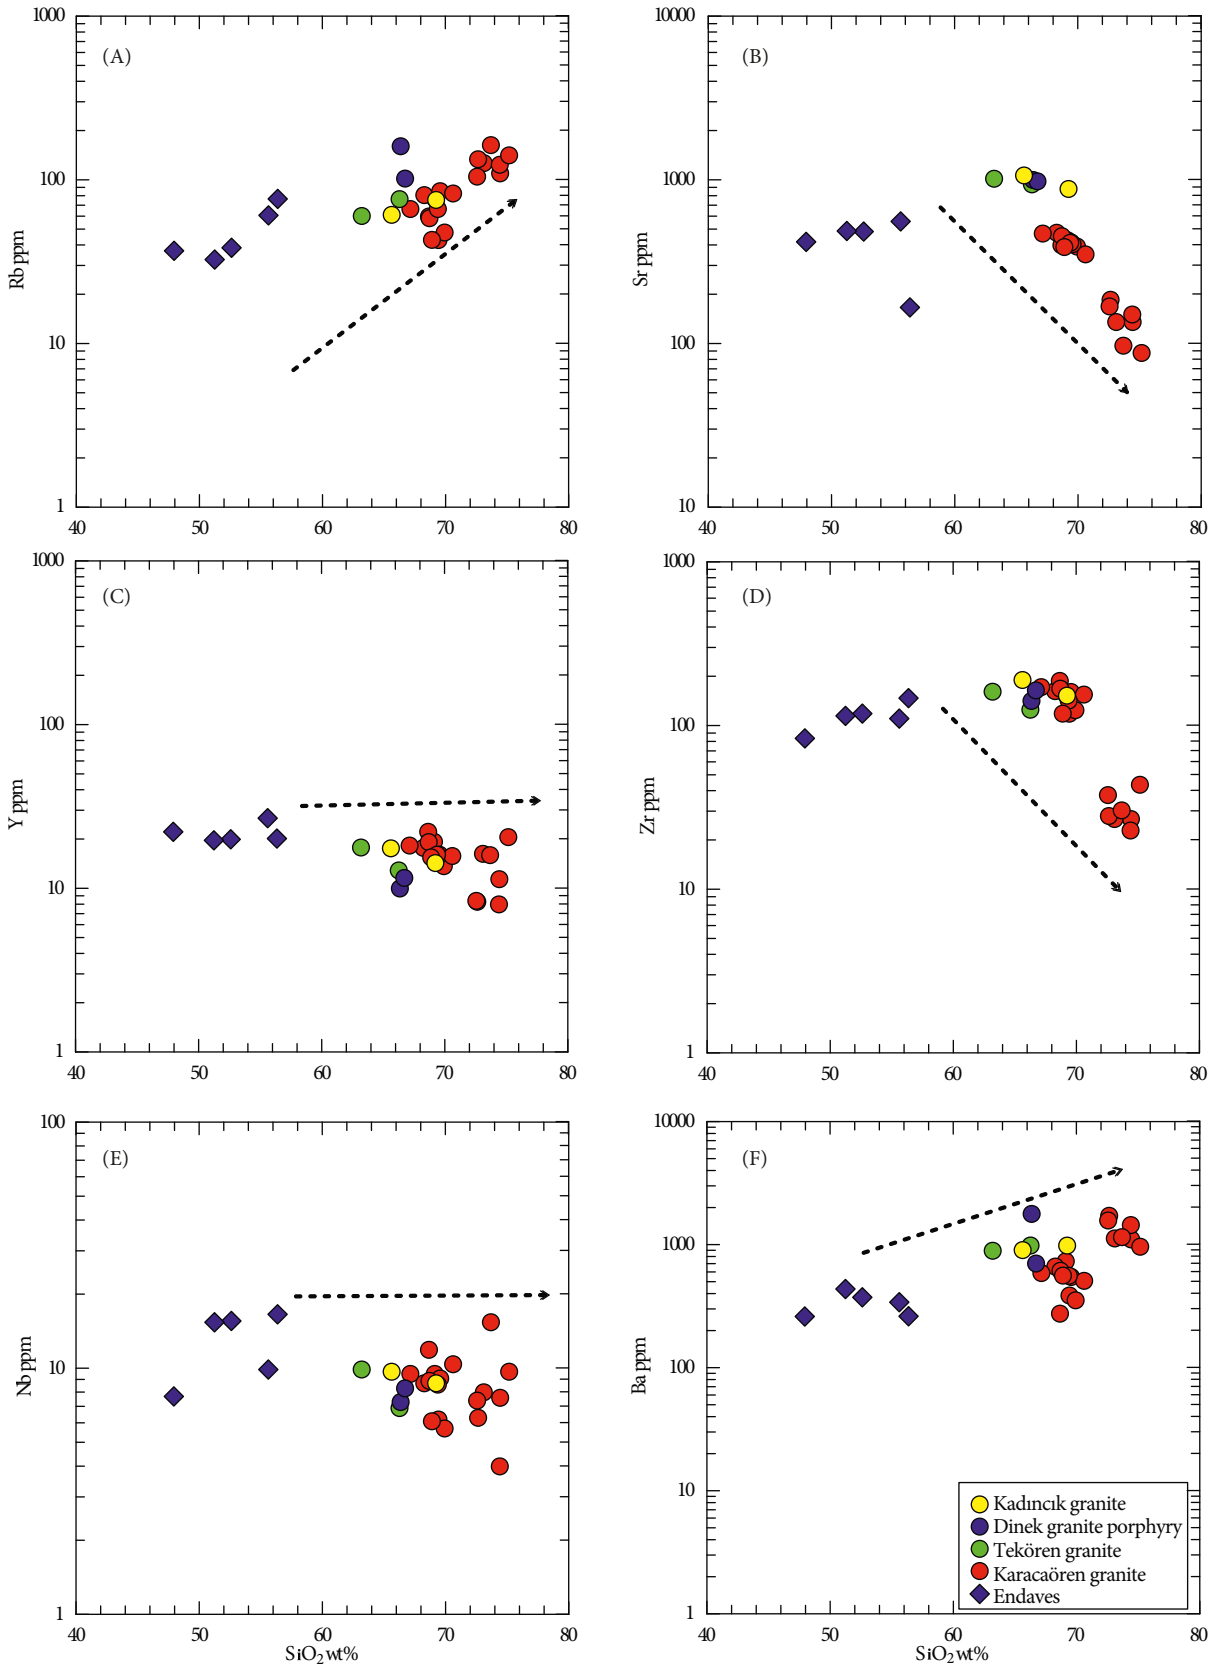 (A)
1000
100
10
1
Rb ppm
40 50 60 70 80
(B)
10000
1000
100
10
Sr ppm
40 50 60 70 80
(C)
1000
100
10
1
Y ppm
40 50 60 70 80
(D)
1000
100
10
1
Zr ppm
40 50 60 70 80
(E)
100
10
1
Nb ppm
40 50 60 70 80
SiO2 wt%
(F)
10000
1000
100
10
1
Ba ppm
40 50 60 70 80
SiO2 wt%
Kadıncık granite
Dinek granite porphyry
Tekören granite
Karacaören granite
Endaves